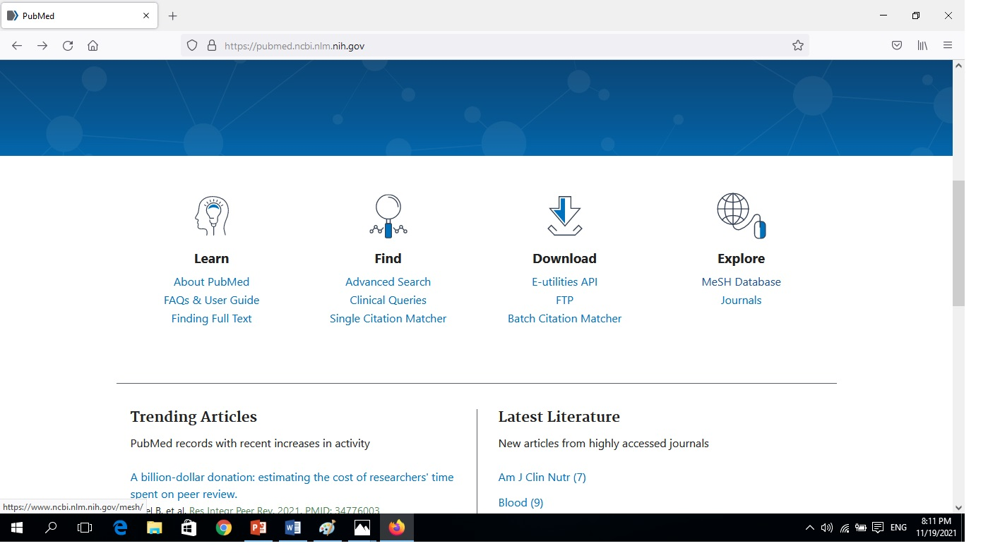 PubMed
https://pubmed.ncbi.nlm.nih.gov
Learn
About PubMed
FAQs & User Guide
Finding Full Text
Find
Advanced Search
Clinical Queries
Single Citation Matcher
Download
E-utilities API
FTP
Batch Citation Matcher
Explore
MeSH Database
Journals
Trending Articles
PubMed records with recent increases in activity
A billion-dollar donation: estimating the cost of researchers' time
spent on peer review.
B, et al. Res Integr Peer Rev. 2021. PMID: 34776003
Latest Literature
New articles from highly accessed journals
Am J Clin Nutr (7)
Blood (9)
https://www.ncbi.nlm.nih.gov/mesh/
ENG
8:11 PM
11/19/2021